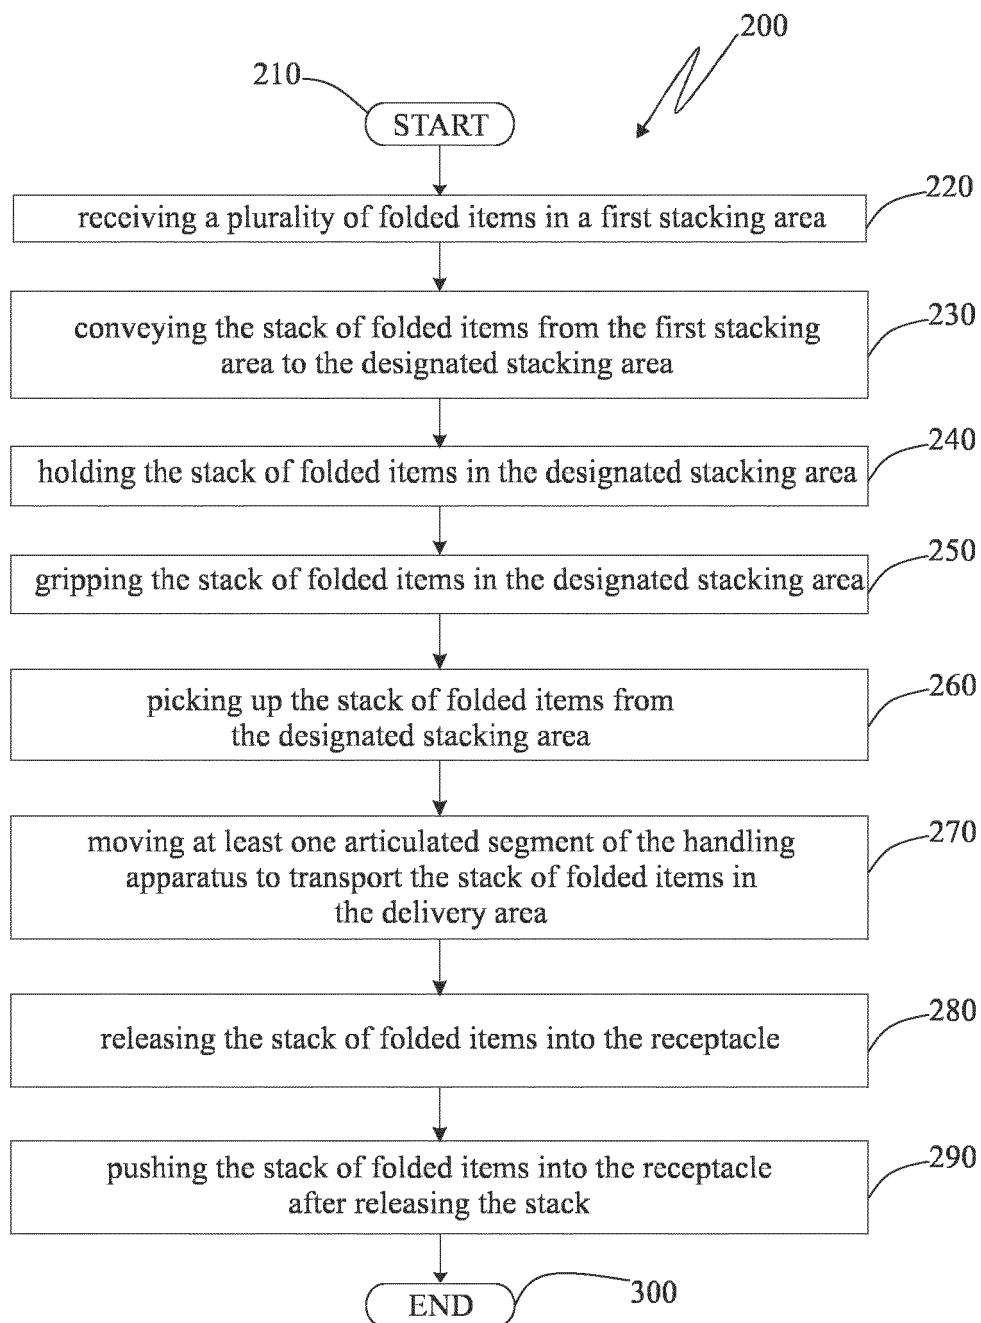 200
210
START
220
receiving a plurality of folded items in a first stacking area
230
conveying the stack of folded items from the first stacking
area to the designated stacking area
240
holding the stack of folded items in the designated stacking area
250
gripping the stack of folded items in the designated stacking area
260
picking up the stack of folded items from
the designated stacking area
270
moving at least one articulated segment of the handling
apparatus to transport the stack of folded items in
the delivery area
280
releasing the stack of folded items into the receptacle
290
pushing the stack of folded items into the receptacle
after releasing the stack
END
300